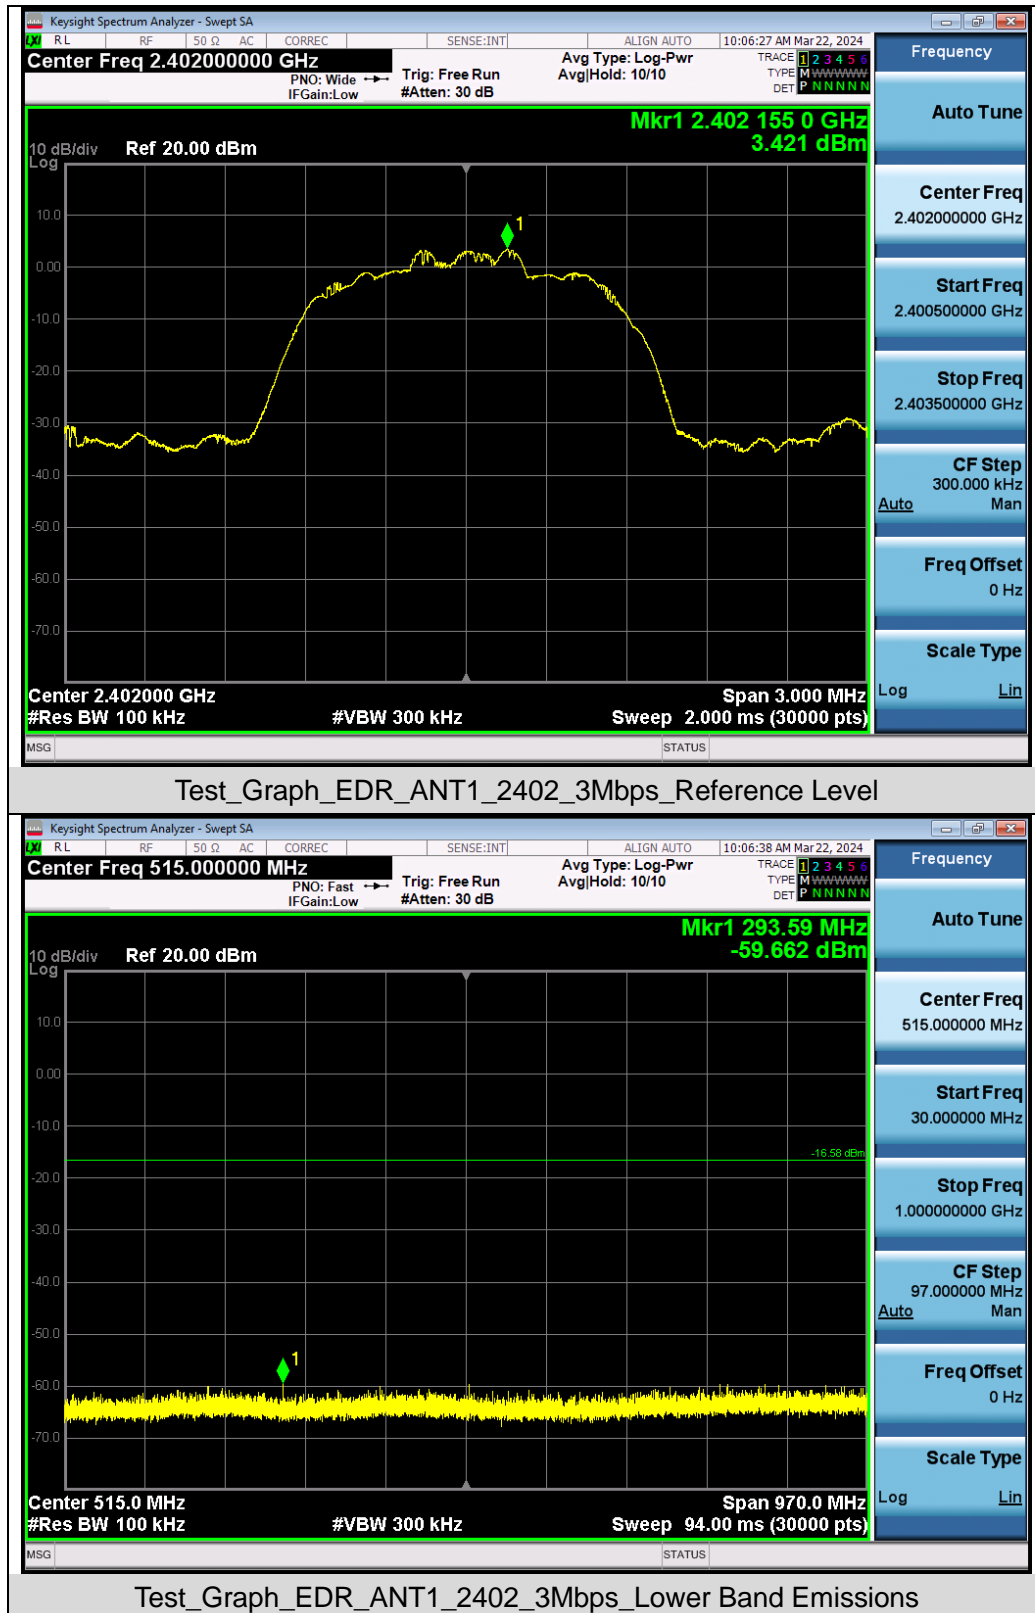 Keysight Spectrum Analyzer - Swept SA
LXI RL RF 50 Ω AC CORREC SENSE:INT ALIGN AUTO 10:06:27 AM Mar 22, 2024
Center Freq 2.402000000 GHz
PNO: Wide
IFGain:Low
Trig: Free Run
#Atten: 30 dB
Avg Type: Log-Pwr
Avg|Hold: 10/10
TRACE 1 2 3 4 5 6
TYPE M WWWWW
DET P N N N N N
Mkr1 2.402 155 0 GHz
3.421 dBm
10 dB/div Ref 20.00 dBm
Log
10.0
0.00
-10.0
-20.0
-30.0
-40.0
-50.0
-60.0
-70.0
1
Center 2.402000 GHz Span 3.000 MHz
#Res BW 100 kHz #VBW 300 kHz Sweep 2.000 ms (30000 pts)
MSG STATUS
Frequency
Auto Tune
Center Freq
2.402000000 GHz
Start Freq
2.400500000 GHz
Stop Freq
2.403500000 GHz
CF Step
300.000 kHz
Auto Man
Freq Offset
0 Hz
Scale Type
Log Lin
Test_Graph_EDR_ANT1_2402_3Mbps_Reference Level
Keysight Spectrum Analyzer - Swept SA
LXI RL RF 50 Ω AC CORREC SENSE:INT ALIGN AUTO 10:06:38 AM Mar 22, 2024
Center Freq 515.000000 MHz
PNO: Fast
IFGain:Low
Trig: Free Run
#Atten: 30 dB
Avg Type: Log-Pwr
Avg|Hold: 10/10
TRACE 1 2 3 4 5 6
TYPE M WWWWW
DET P N N N N N
Mkr1 293.59 MHz
-59.662 dBm
10 dB/div Ref 20.00 dBm
Log
10.0
0.00
-10.0
-20.0
-30.0
-40.0
-50.0
-60.0
-70.0
-16.58 dBm
1
Center 515.0 MHz Span 970.0 MHz
#Res BW 100 kHz #VBW 300 kHz Sweep 94.00 ms (30000 pts)
MSG STATUS
Frequency
Auto Tune
Center Freq
515.000000 MHz
Start Freq
30.000000 MHz
Stop Freq
1.000000000 GHz
CF Step
97.000000 MHz
Auto Man
Freq Offset
0 Hz
Scale Type
Log Lin
Test_Graph_EDR_ANT1_2402_3Mbps_Lower Band Emissions